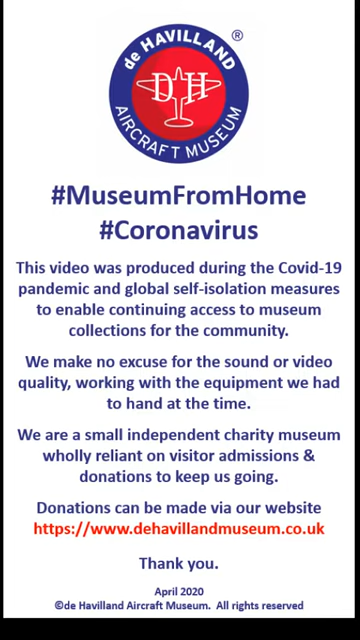 de HAVILLAND ®
D H
AIRCRAFT MUSEUM
#MuseumFromHome
#Coronavirus
This video was produced during the Covid-19
pandemic and global self-isolation measures
to enable continuing access to museum
collections for the community.
We make no excuse for the sound or video
quality, working with the equipment we had
to hand at the time.
We are a small independent charity museum
wholly reliant on visitor admissions &
donations to keep us going.
Donations can be made via our website
https://www.dehavillandmuseum.co.uk
Thank you.
April 2020
©de Havilland Aircraft Museum.  All rights reserved